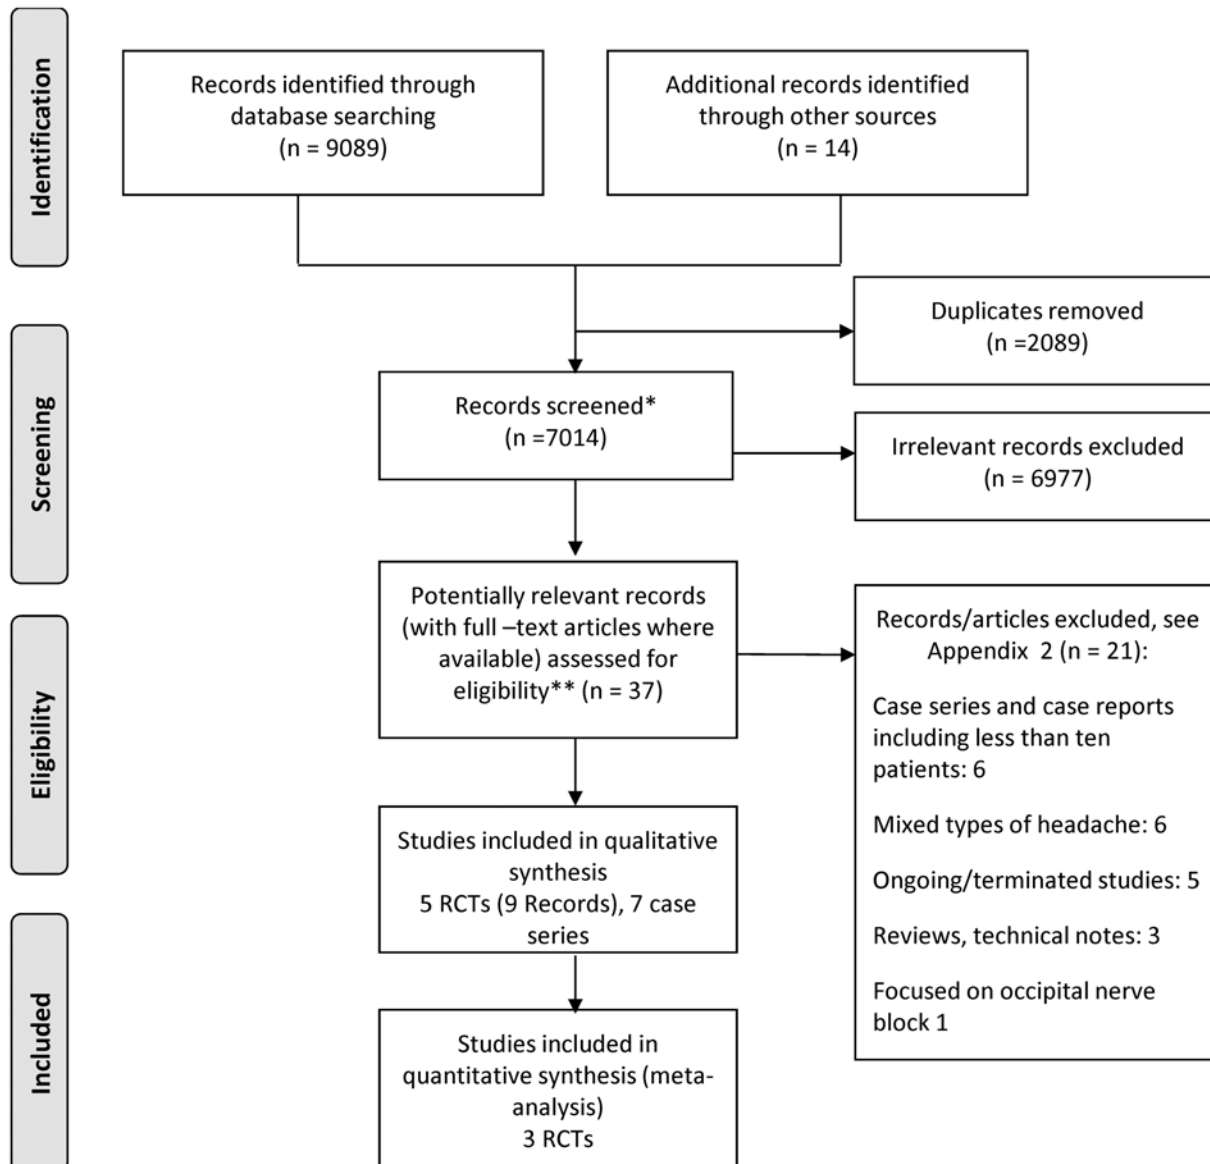 Identification
Records identified through
database searching
(n = 9089)
Additional records identified
through other sources
(n = 14)
Duplicates removed
(n =2089)
Screening
Records screened*
(n =7014)
Irrelevant records excluded
(n = 6977)
Eligibility
Potentially relevant records
(with full –text articles where
available) assessed for
eligibility** (n = 37)
Records/articles excluded, see
Appendix 2 (n = 21):
Case series and case reports
including less than ten
patients: 6
Mixed types of headache: 6
Ongoing/terminated studies: 5
Reviews, technical notes: 3
Focused on occipital nerve
block 1
Studies included in qualitative
synthesis
5 RCTs (9 Records), 7 case
series
Included
Studies included in
quantitative synthesis (meta-
analysis)
3 RCTs